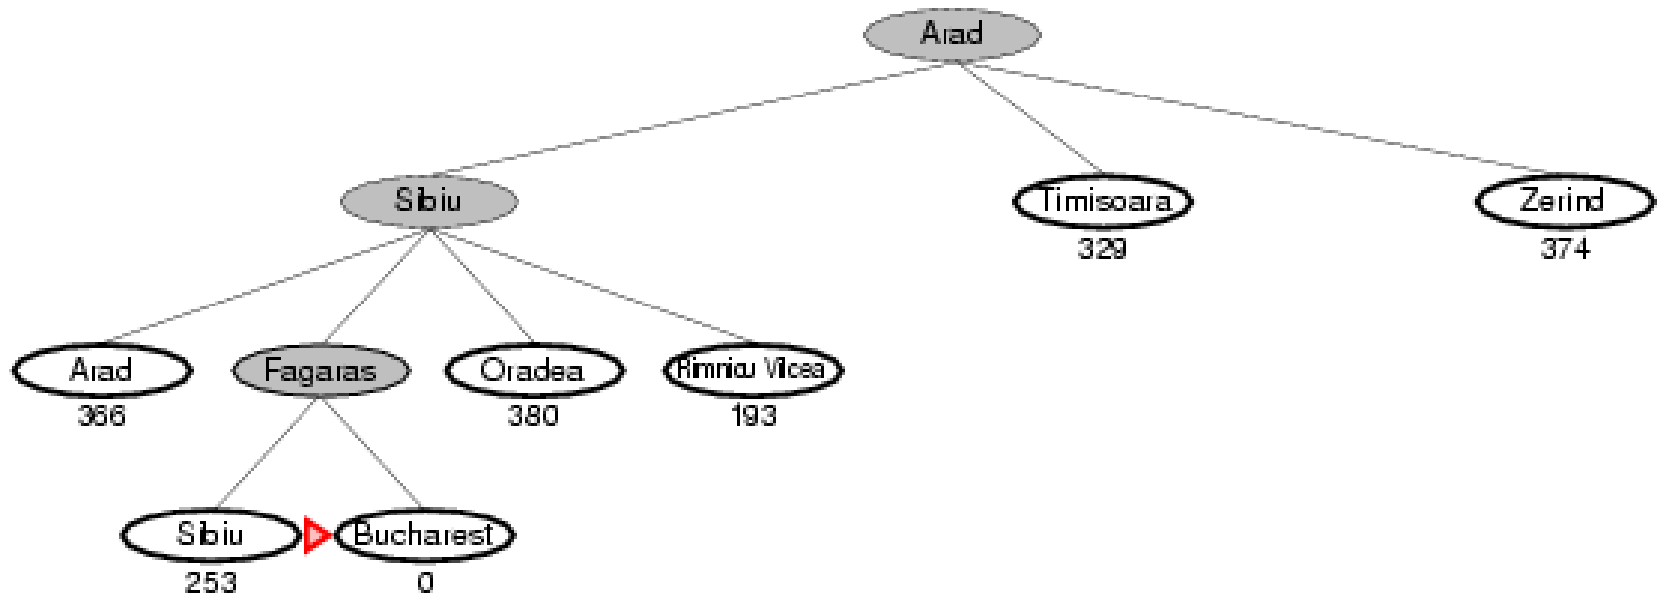 Arad
Sibiu
Timisoara
Zerind
329
374
Arad
Fagaras
Oradea
Rimnicu Vilcea
366
380
193
Sibiu
Bucharest
253
0